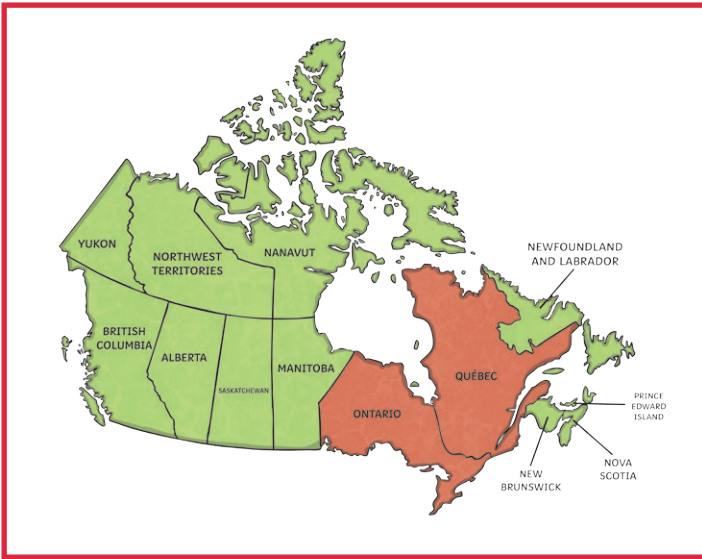 YUKON
NORTHWEST
TERRITORIES
NANAVUT
NEWFOUNDLAND
AND LABRADOR
BRITISH
COLUMBIA
ALBERTA
SASKATCHEWAN
MANITOBA
ONTARIO
QUÉBEC
PRINCE
EDWARD
ISLAND
NOVA
SCOTIA
NEW
BRUNSWICK